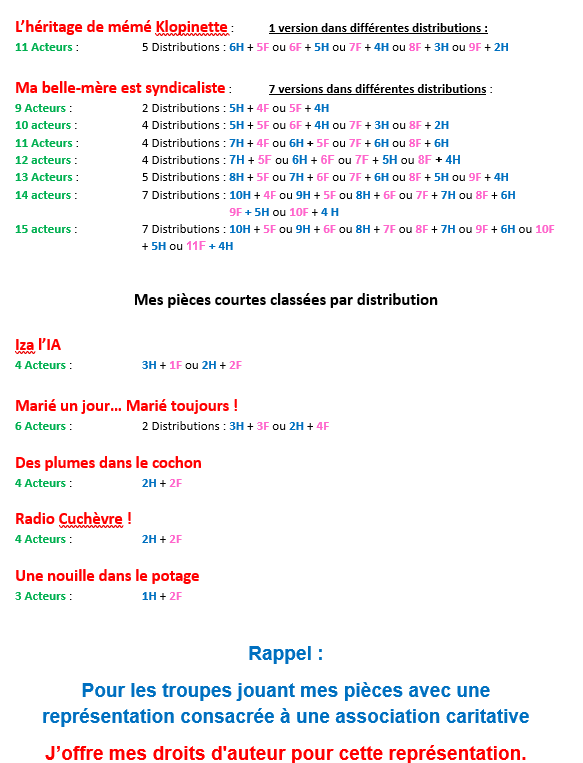 L'héritage de mémé Klopinette : 1 version dans différentes distributions :
11 Acteurs : 5 Distributions : 6H + 5F ou 6F + 5H ou 7F + 4H ou 8F + 3H ou 9F + 2H
Ma belle-mère est syndicaliste : 7 versions dans différentes distributions :
9 Acteurs : 2 Distributions : 5H + 4F ou 5F + 4H
10 acteurs : 4 Distributions : 5H + 5F ou 6F + 4H ou 7F + 3H ou 8F + 2H
11 Acteurs : 4 Distributions : 7H + 4F ou 6H + 5F ou 7F + 6H ou 8F + 6H
12 acteurs : 4 Distributions : 7H + 5F ou 6H + 6F ou 7F + 5H ou 8F + 4H
13 Acteurs : 5 Distributions : 8H + 5F ou 7H + 6F ou 7F + 6H ou 8F + 5H ou 9F + 4H
14 acteurs : 7 Distributions : 10H + 4F ou 9H + 5F ou 8H + 6F ou 7F + 7H ou 8F + 6H
9F + 5H ou 10F + 4 H
15 acteurs : 7 Distributions : 10H + 5F ou 9H + 6F ou 8H + 7F ou 8F + 7H ou 9F + 6H ou 10F
+ 5H ou 11F + 4H
Mes pièces courtes classées par distribution
Iza l'IA
4 Acteurs : 3H + 1F ou 2H + 2F
Marié un jour... Marié toujours !
6 Acteurs : 2 Distributions : 3H + 3F ou 2H + 4F
Des plumes dans le cochon
4 Acteurs : 2H + 2F
Radio Cuchèvre !
4 Acteurs : 2H + 2F
Une nouille dans le potage
3 Acteurs : 1H + 2F
Rappel :
Pour les troupes jouant mes pièces avec une
représentation consacrée à une association caritative
J'offre mes droits d'auteur pour cette représentation.